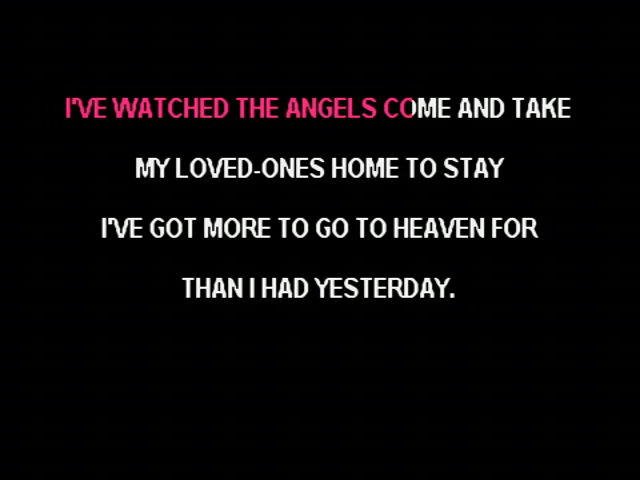 I'VE WATCHED THE ANGELS COME AND TAKE
MY LOVED-ONES HOME TO STAY
I'VE GOT MORE TO GO TO HEAVEN FOR
THAN I HAD YESTERDAY.